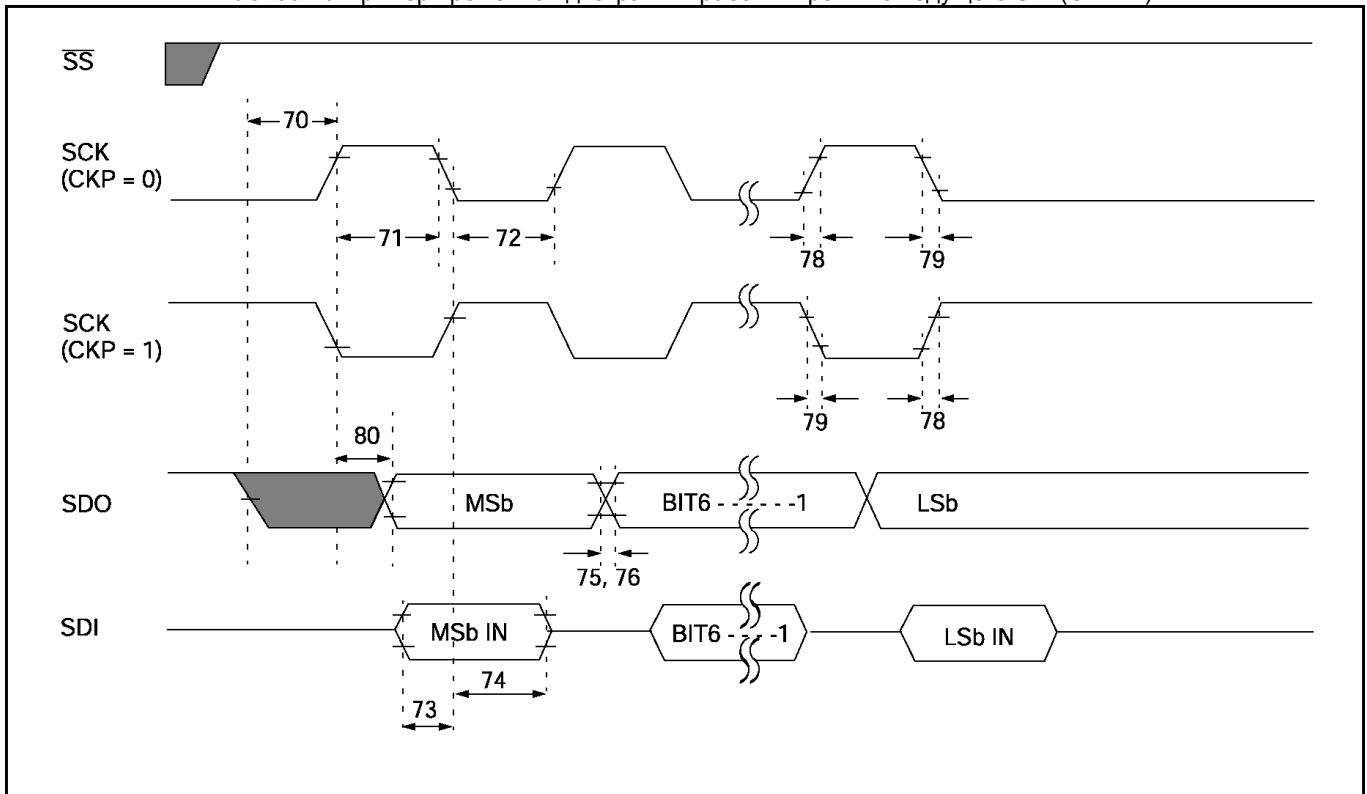 SS
70
SCK
(CKP = 0)
71
72
78
79
SCK
(CKP = 1)
79
78
80
SDO
MSb
BIT6 - - - - - -1
LSb
75, 76
SDI
MSb IN
BIT6 - - - - -1
LSb IN
74
73